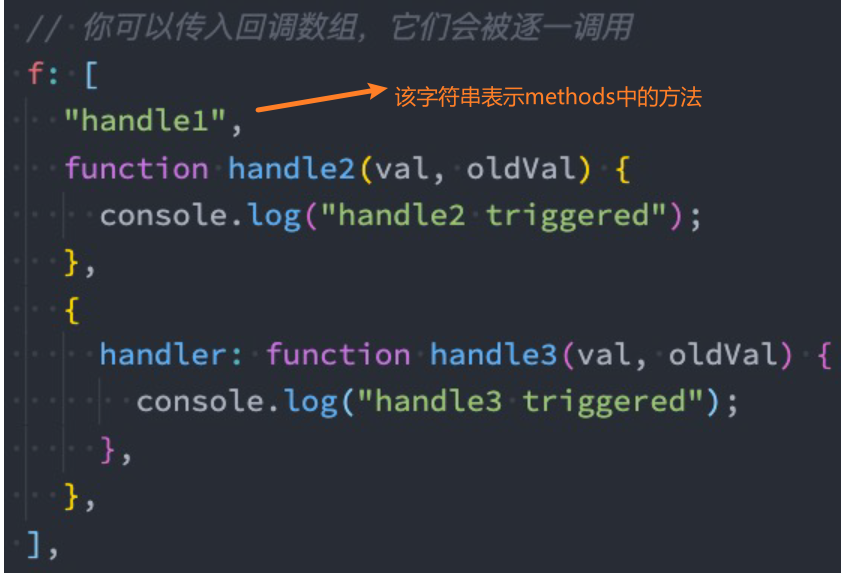 // 你可以传入回调数组，它们会被逐一调用
f: [
"handle1",
该字符串表示methods中的方法
function handle2(val, oldVal) {
console.log("handle2 triggered");
},
{
handler: function handle3(val, oldVal) {
console.log("handle3 triggered");
},
},
],